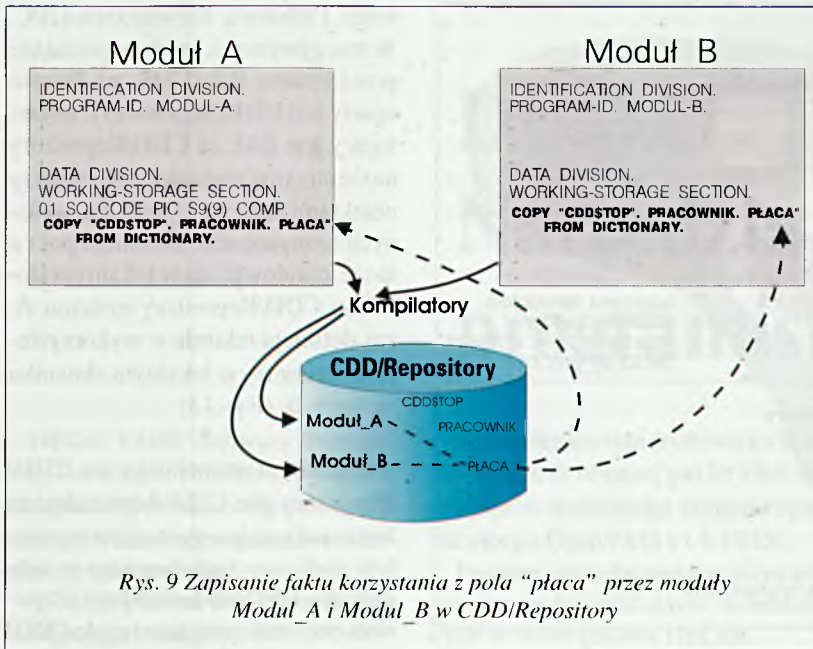 Moduł A
IDENTIFICATION DIVISION.
PROGRAM-ID. MODUL-A.
DATA DIVISION.
WORKING-STORAGE SECTION.
01 SQLCODE PIC S9(9) COMP.
COPY "CDD$TOP. PRACOWNIK. PŁACA"
FROM DICTIONARY.
Moduł B
IDENTIFICATION DIVISION.
PROGRAM-ID. MODUL-B.
DATA DIVISION.
WORKING-STORAGE SECTION.
COPY "CDD$TOP. PRACOWNIK. PŁACA"
FROM DICTIONARY.
Kompilatory
CDD/Repository
CDD$TOP
Moduł_A
PRACOWNIK
Moduł_B
PŁACA
Rys. 9 Zapisanie faktu korzystania z pola "płaca" przez moduły
Moduł_A i Moduł_B w CDD/Repository